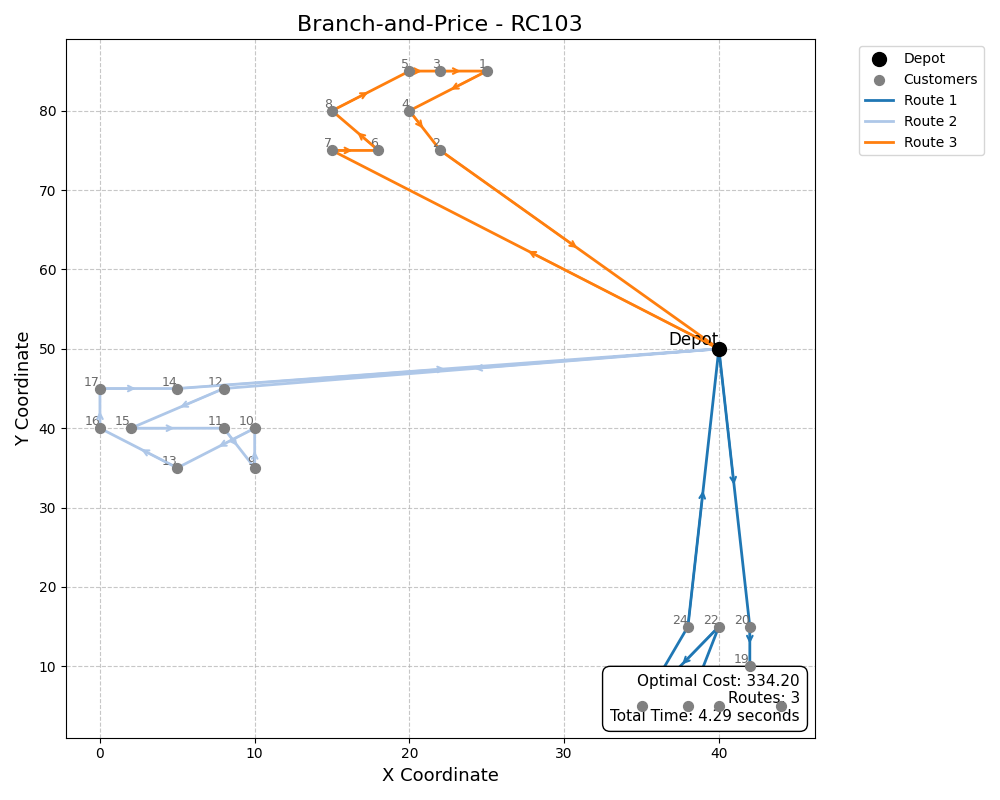 Branch-and-Price - RC103
Depot
Customers
Route 1
Route 2
Route 3
5 3 1
8 4
7 6 2
Depot
17 14 12
16 15 11 10
13 9
24 22 20
19
Optimal Cost: 334.20
Routes: 3
Total Time: 4.29 seconds
80
70
60
50
40
30
20
10
Y Coordinate
0 10 20 30 40
X Coordinate